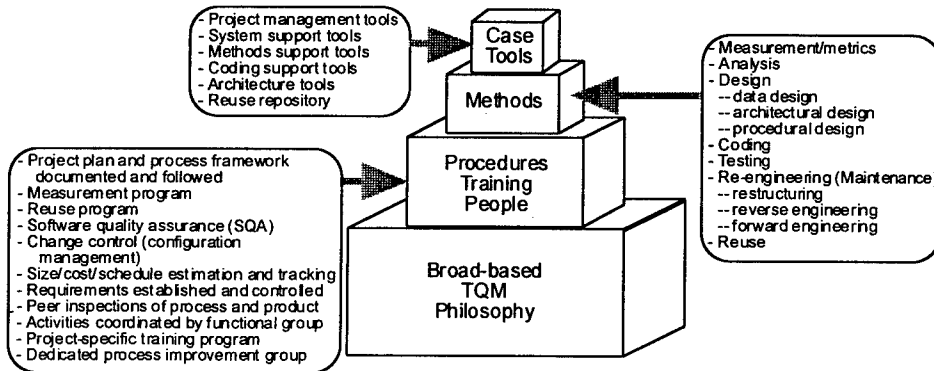 - Project management tools
- System support tools
- Methods support tools
- Coding support tools
- Architecture tools
- Reuse repository
Case
Tools
Methods
Procedures
Training
People
Broad-based
TQM
Philosophy
- Measurement/metrics
- Analysis
- Design
-- data design
-- architectural design
-- procedural design
- Coding
- Testing
- Re-engineering (Maintenance)
-- restructuring
-- reverse engineering
-- forward engineering
- Reuse
- Project plan and process framework
documented and followed
- Measurement program
- Reuse program
- Software quality assurance (SQA)
- Change control (configuration
management)
- Size/cost/schedule estimation and tracking
- Requirements established and controlled
- Peer inspections of process and product
- Activities coordinated by functional group
- Project-specific training program
- Dedicated process improvement group